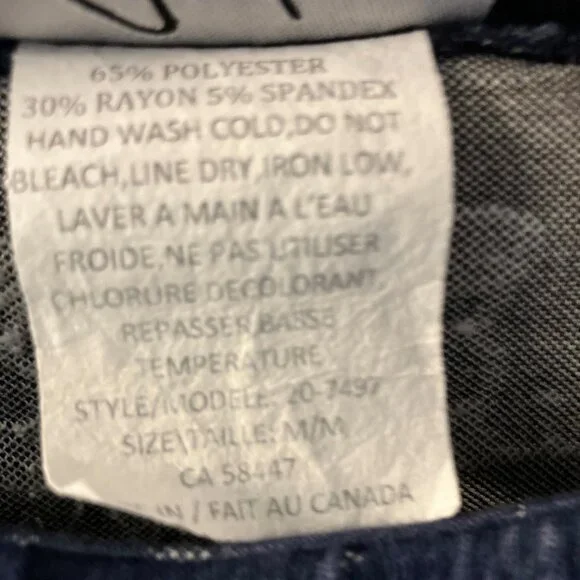 65% POLYESTER
30% RAYON 5% SPANDEX
HAND WASH COLD,DO NOT
BLEACH,LINE DRY,IRON LOW,
LAVER A MAIN A L'EAU
FROIDE,NE PAS UTILISER
CHLORURE DECOLORANT,
REPASSER BASSE
TEMPERATURE
STYLE/MODELE: 20-7497
SIZE\TAILLE: M/M
CA 58447
IN / FAIT AU CANADA